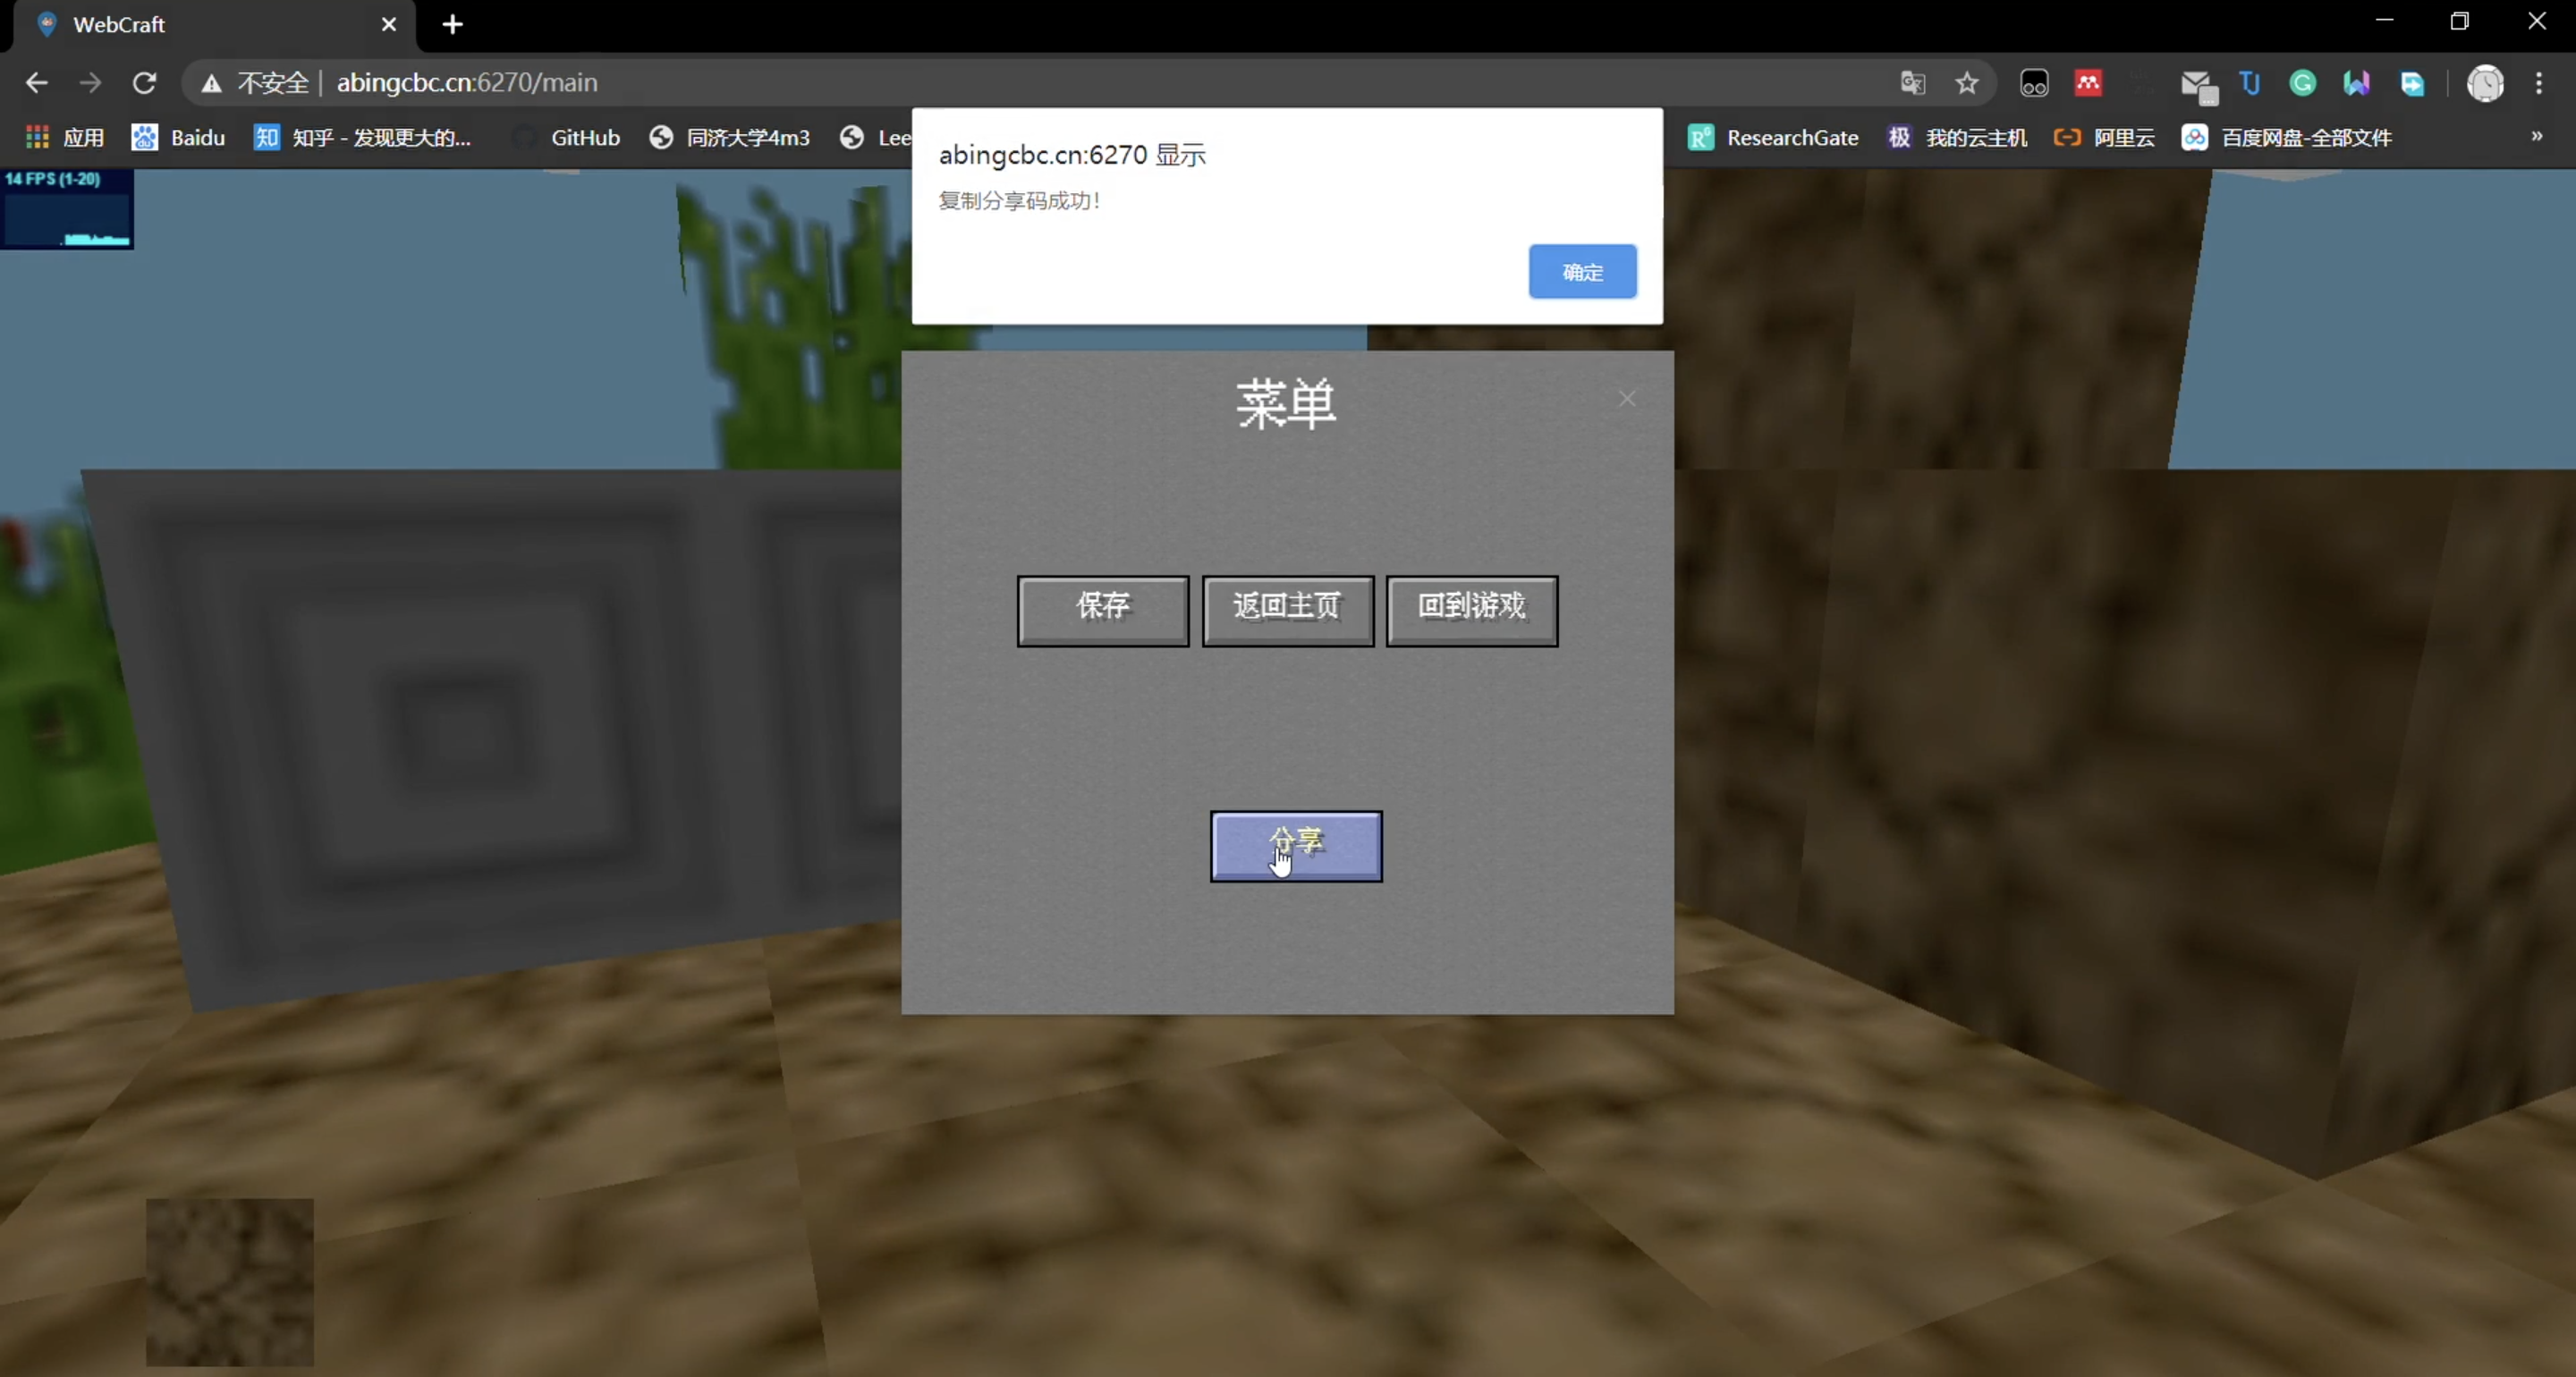 WebCraft
不安全 abingcbc.cn:6270/main
应用 Baidu 知乎 - 发现更大的... GitHub 同济大学4m3 Lee ResearchGate 极 我的云主机 阿里云 百度网盘-全部文件 »
abingcbc.cn:6270 显示
复制分享码成功！
确定
14 FPS (1-20)
菜单
保存 返回主页 回到游戏
分享